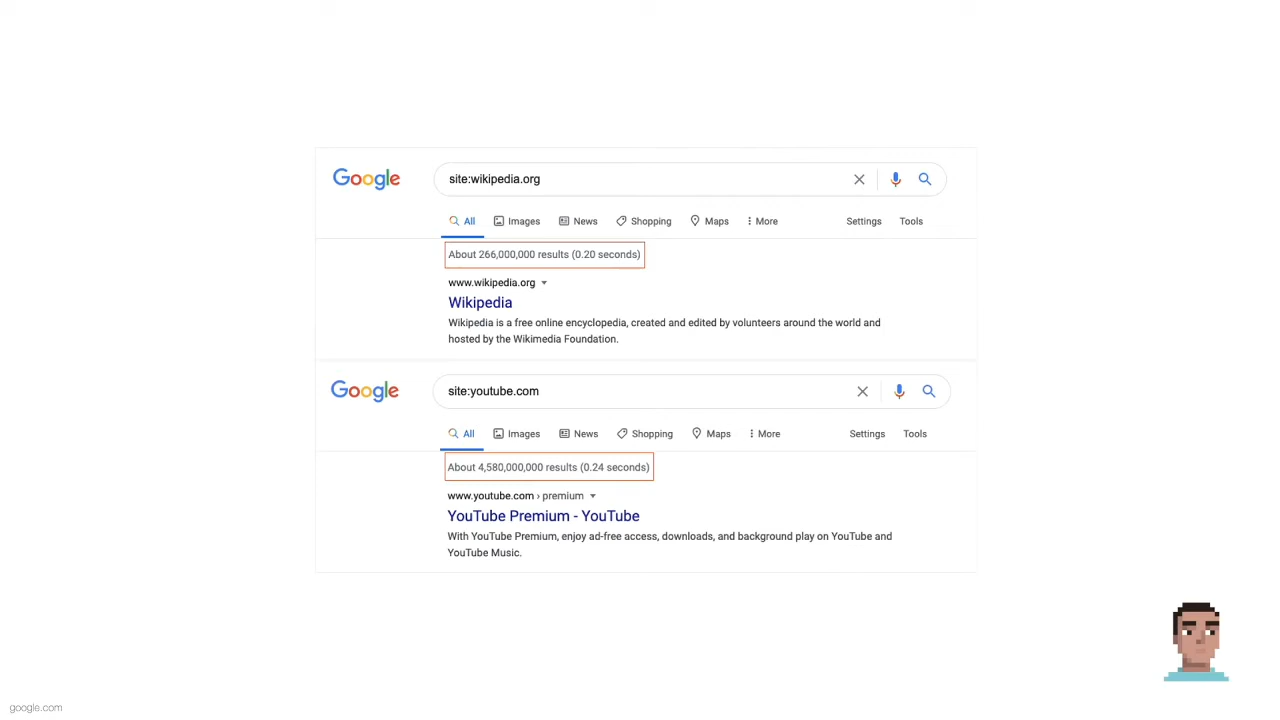 Google
site:wikipedia.org
All Images News Shopping Maps More Settings Tools
About 266,000,000 results (0.20 seconds)
www.wikipedia.org
Wikipedia
Wikipedia is a free online encyclopedia, created and edited by volunteers around the world and
hosted by the Wikimedia Foundation.
Google
site:youtube.com
All Images News Shopping Maps More Settings Tools
About 4,580,000,000 results (0.24 seconds)
www.youtube.com › premium
YouTube Premium - YouTube
With YouTube Premium, enjoy ad-free access, downloads, and background play on YouTube and
YouTube Music.
google.com